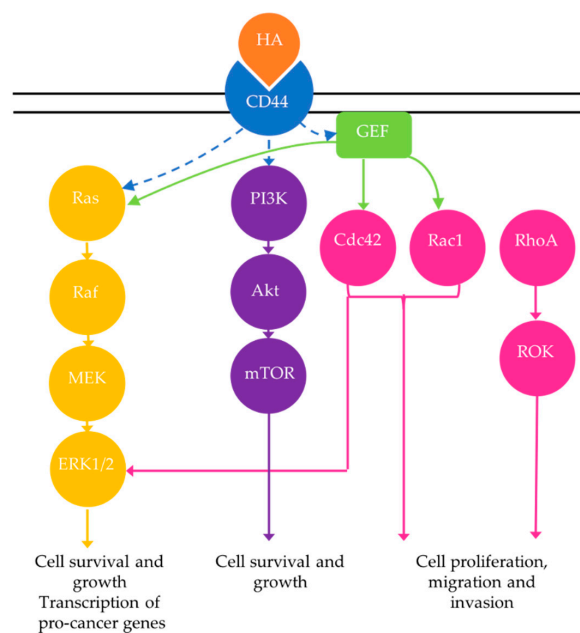 HA
CD44
GEF
Ras
PI3K
Cdc42
Rac1
RhoA
Raf
Akt
ROK
MEK
mTOR
ERK1/2
Cell survival and
growth
Transcription of
pro-cancer genes
Cell survival and
growth
Cell proliferation,
migration and
invasion